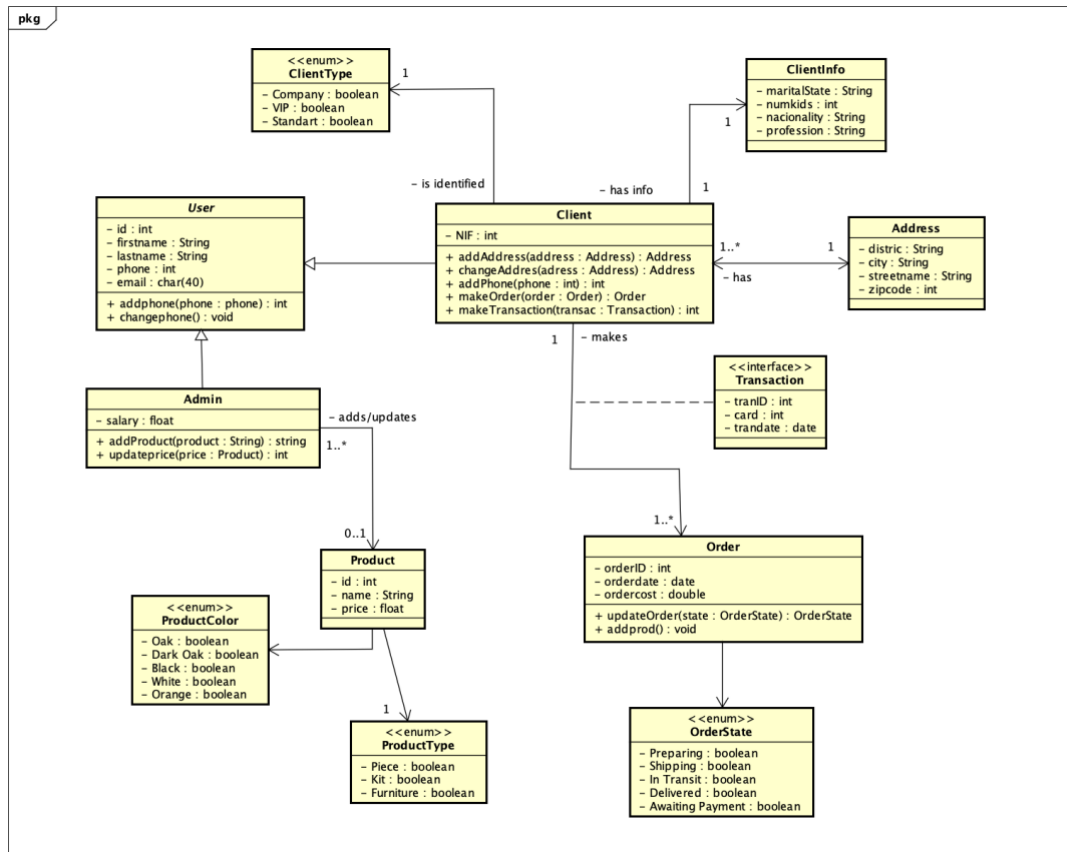 pkg
<<enum>>
ClientType
- Company : boolean
- VIP : boolean
- Standart : boolean
1
ClientInfo
- maritalState : String
- numkids : int
- nacionality : String
- profession : String
1
- is identified
- has info
1
User
- id : int
- firstname : String
- lastname : String
- phone : int
- email : char(40)
+ addphone(phone : phone) : int
+ changephone() : void
Client
- NIF : int
+ addAddress(address : Address) : Address
+ changeAddres(adress : Address) : Address
+ addPhone(phone : int) : int
+ makeOrder(order : Order) : Order
+ makeTransaction(transac : Transaction) : int
1..*
1
- has
Address
- distric : String
- city : String
- streetname : String
- zipcode : int
1
- makes
<<interface>>
Transaction
- tranID : int
- card : int
- trandate : date
Admin
- salary : float
+ addProduct(product : String) : string
+ updateprice(price : Product) : int
- adds/updates
1..*
0..1
1..*
Product
- id : int
- name : String
- price : float
Order
- orderID : int
- orderdate : date
- ordercost : double
+ updateOrder(state : OrderState) : OrderState
+ addprod() : void
<<enum>>
ProductColor
- Oak : boolean
- Dark Oak : boolean
- Black : boolean
- White : boolean
- Orange : boolean
1
<<enum>>
ProductType
- Piece : boolean
- Kit : boolean
- Furniture : boolean
<<enum>>
OrderState
- Preparing : boolean
- Shipping : boolean
- In Transit : boolean
- Delivered : boolean
- Awaiting Payment : boolean